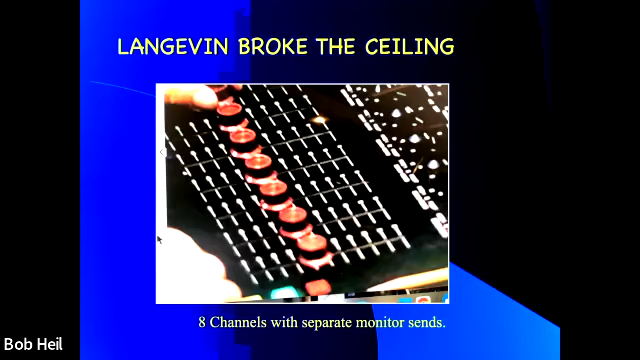 LANGEVIN BROKE THE CEILING
8 Channels with separate monitor sends.
Bob Heil